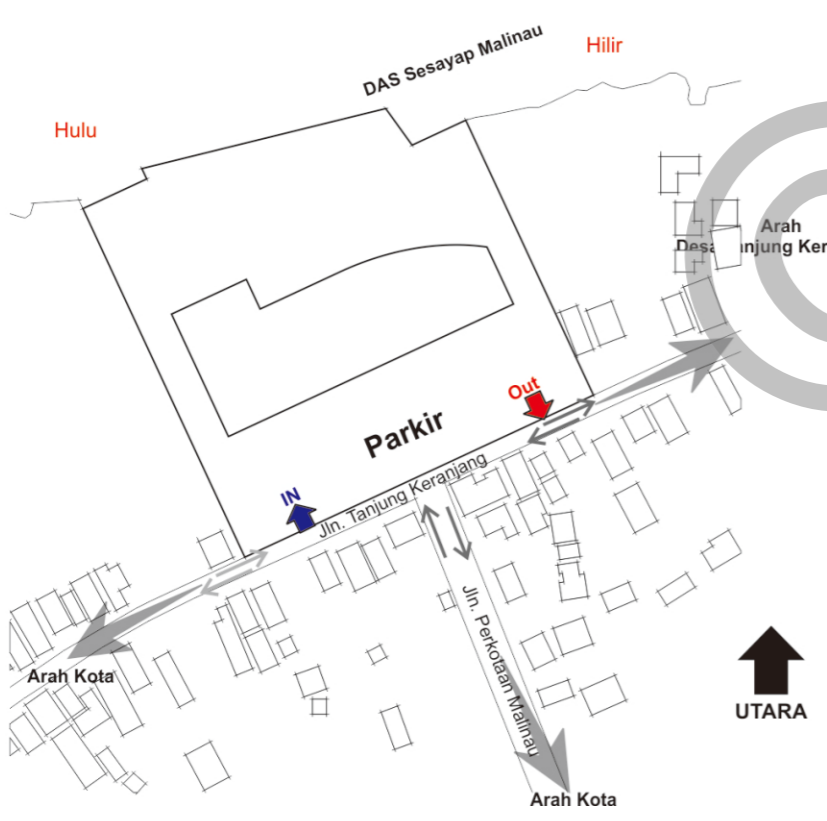 Hilir
DAS Sesayap Malinau
Hulu
Arah
Desa Tanjung Ker
Out
Parkir
IN
Jln. Tanjung Keranjang
Jln. Perkotaan Malinau
Arah Kota
UTARA
Arah Kota